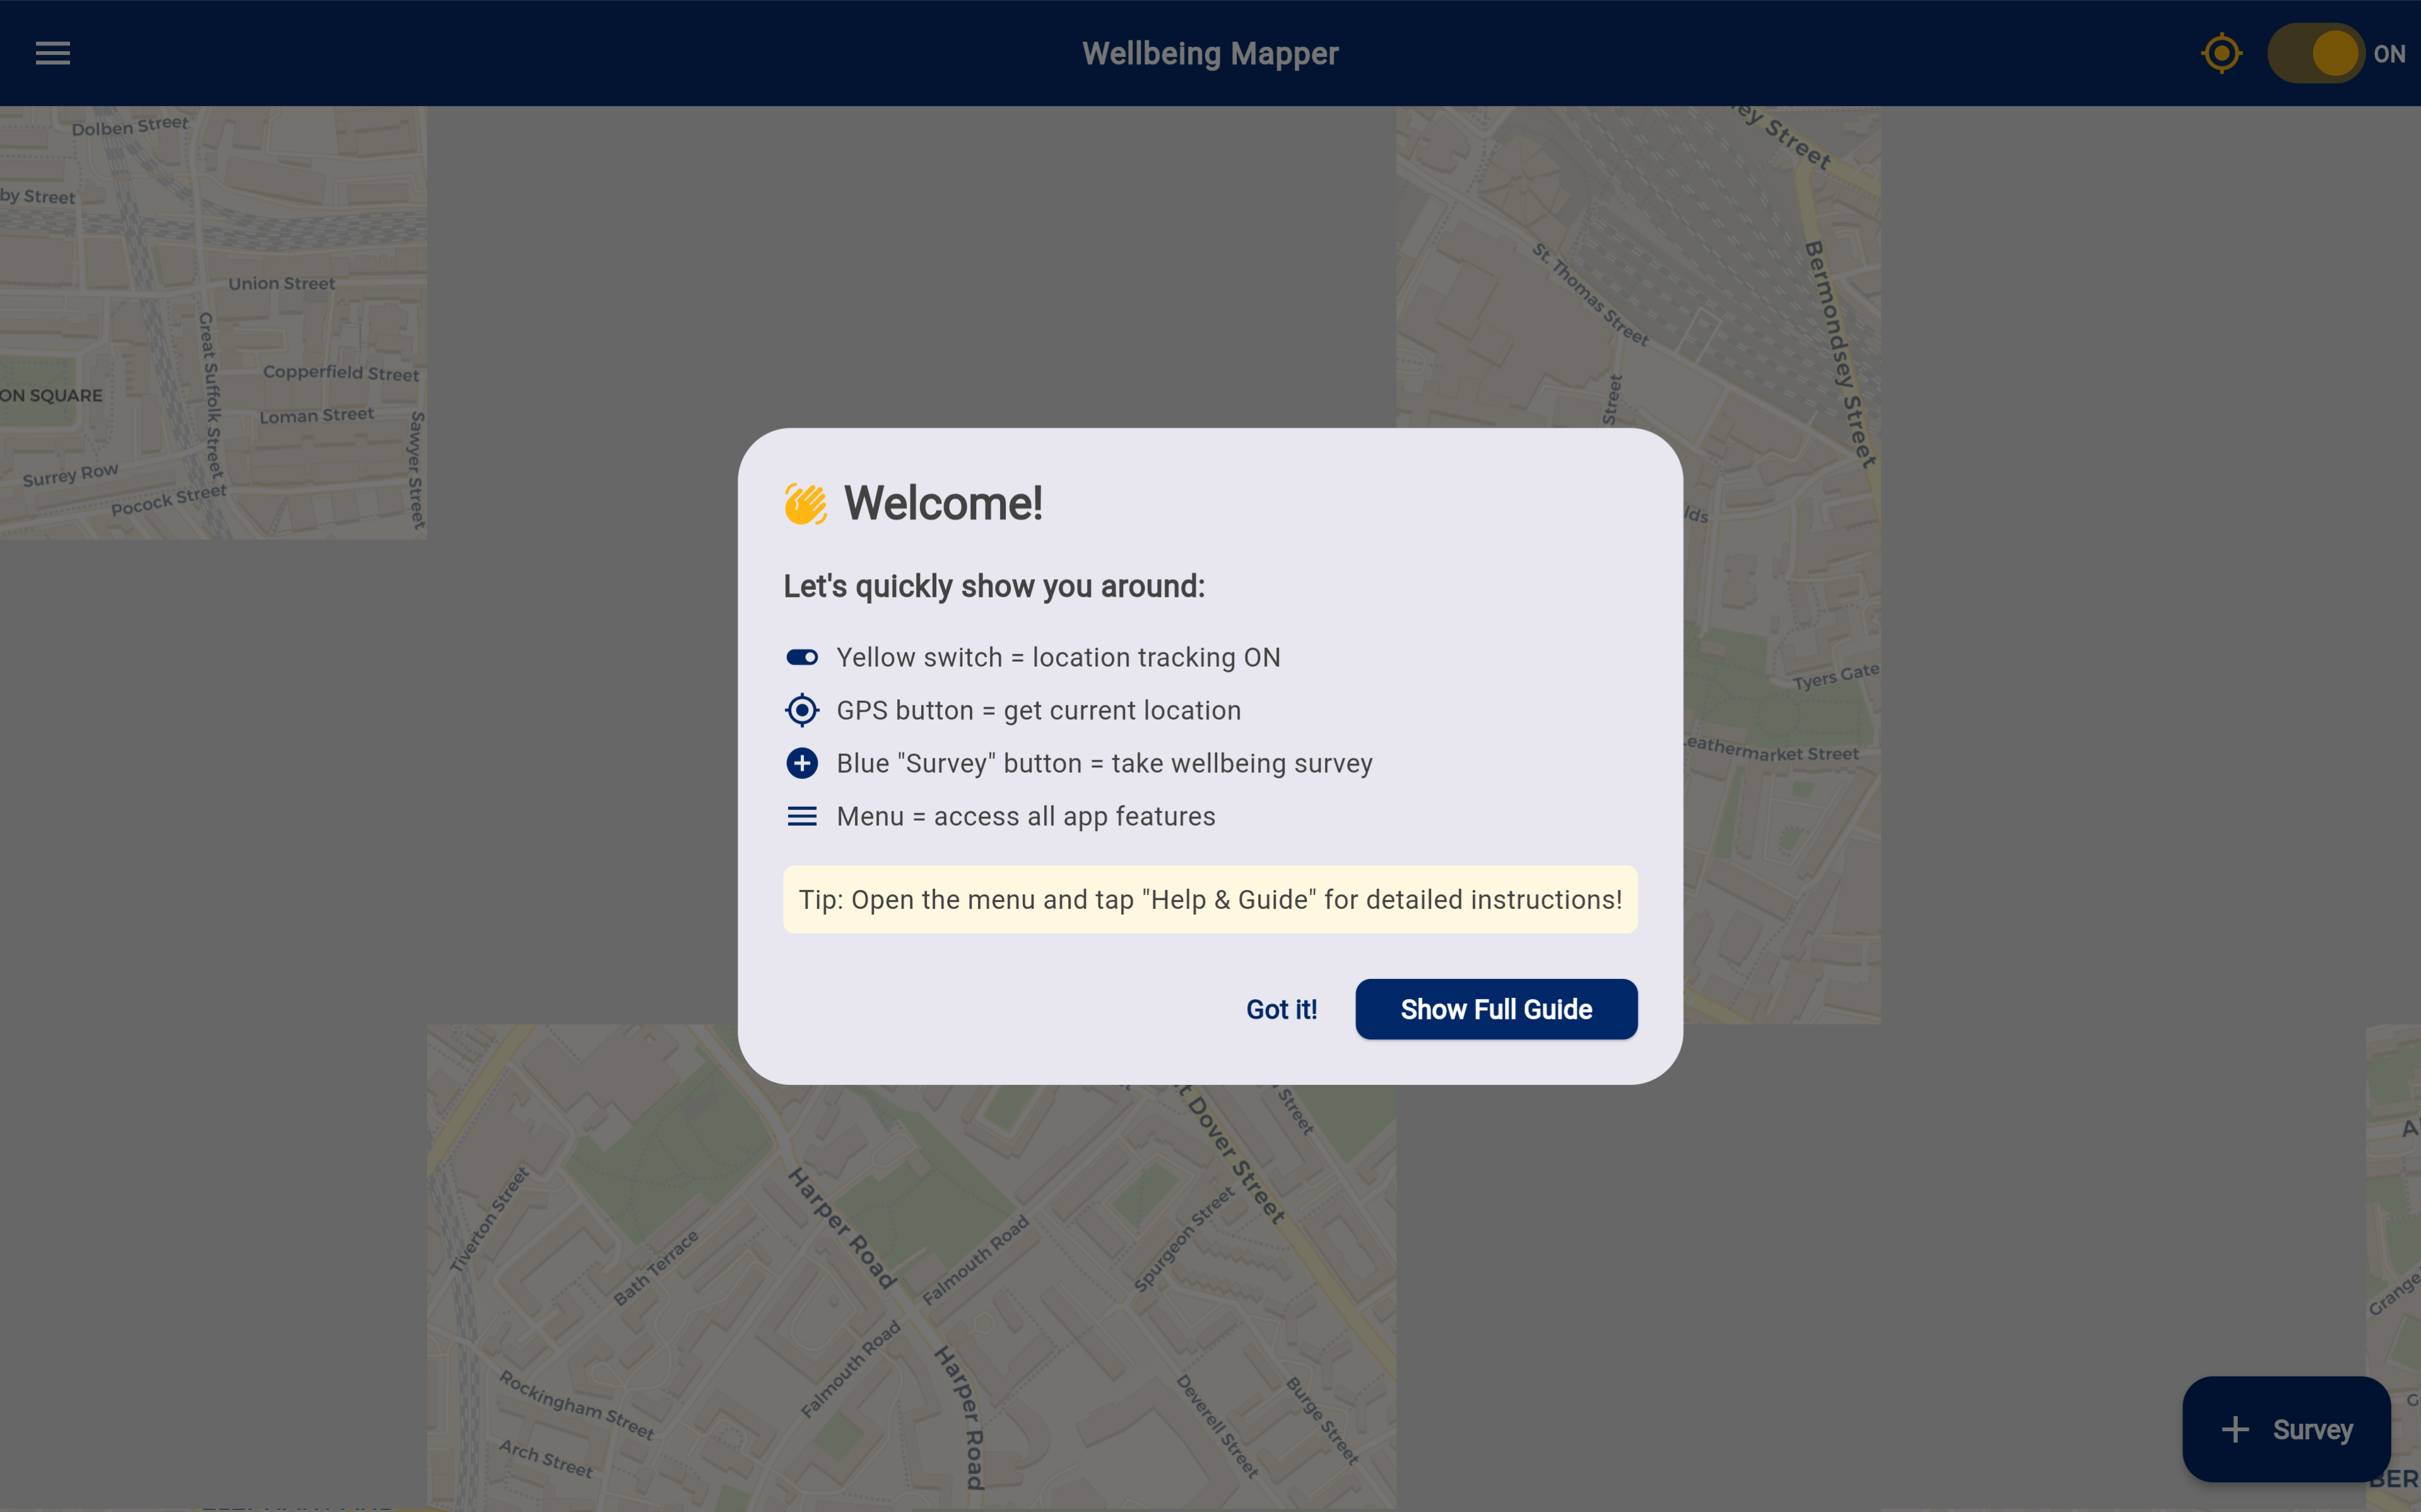 Wellbeing Mapper
ON
Dolben Street
by Street
Union Street
Great Suffolk Street
Copperfield Street
ON SQUARE
Loman Street
Sawyer Street
Surrey Row
Pocock Street
ey Street
St. Thomas Street
Bermondsey Street
Street
lds
Tyers Gate
Leathermarket Street
Welcome!
Let's quickly show you around:
Yellow switch = location tracking ON
GPS button = get current location
Blue "Survey" button = take wellbeing survey
Menu = access all app features
Tip: Open the menu and tap "Help & Guide" for detailed instructions!
Got it!
Show Full Guide
t Dover Street
Street
Harper Road
Tiverton Street
Bath Terrace
Falmouth Road
Spurgeon Street
Falmouth Road
Harper Road
Rockingham Street
Arch Street
Deverell Street
Burge Street
Grange
Survey
BER